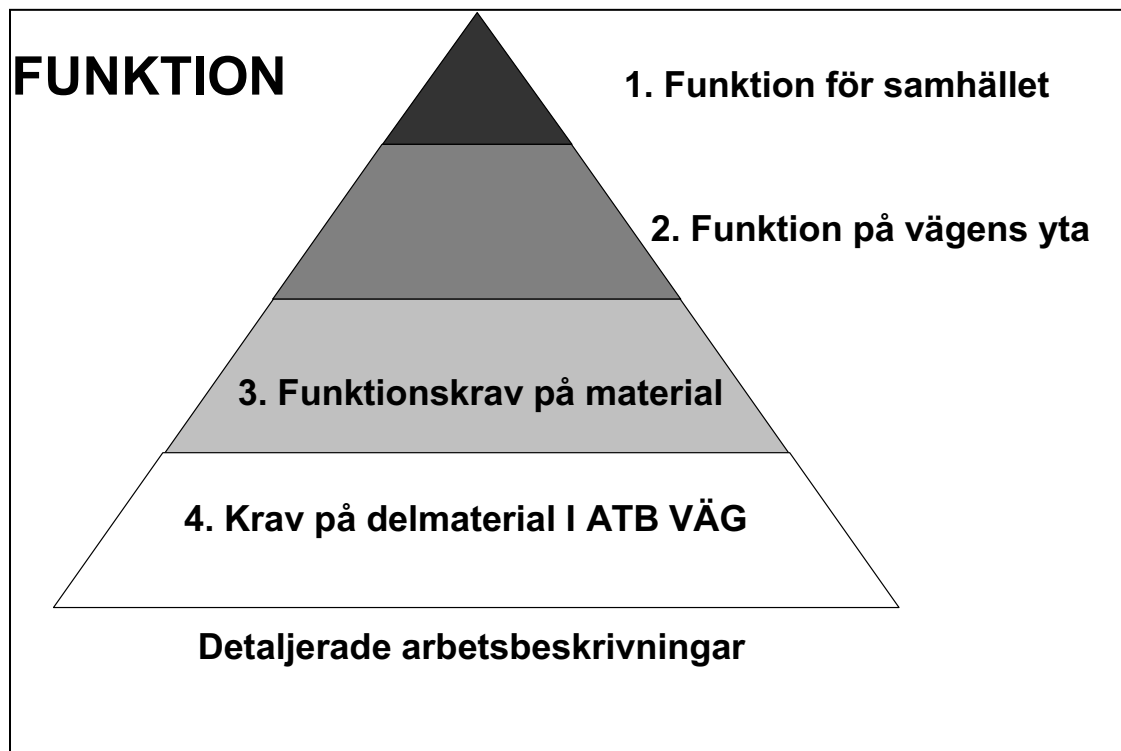 FUNKTION
1. Funktion för samhället
2. Funktion på vägens yta
3. Funktionskrav på material
4. Krav på delmaterial I ATB VÄG
Detaljerade arbetsbeskrivningar